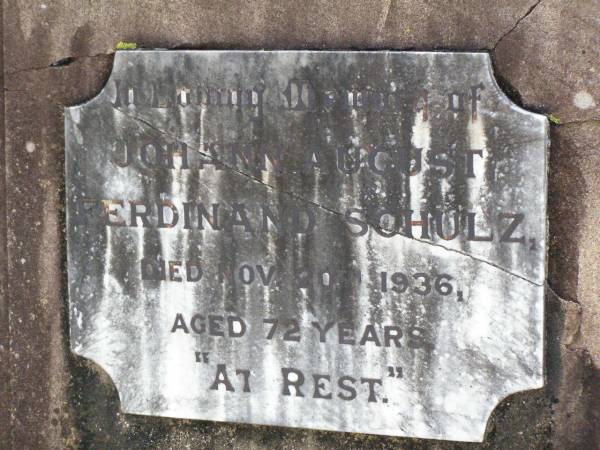 In Loving Memory of
JOHANN AUGUST
FERDINAND SCHULZ,
DIED NOV. 20TH 1936,
AGED 72 YEARS.
"AT REST."